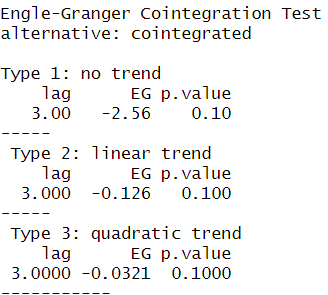 Engle-Granger Cointegration Test
alternative: cointegrated

Type 1: no trend
    lag      EG p.value
   3.00   -2.56    0.10
-----
 Type 2: linear trend
    lag      EG p.value
  3.000  -0.126   0.100
-----
 Type 3: quadratic trend
    lag      EG p.value
 3.0000 -0.0321  0.1000
-----------